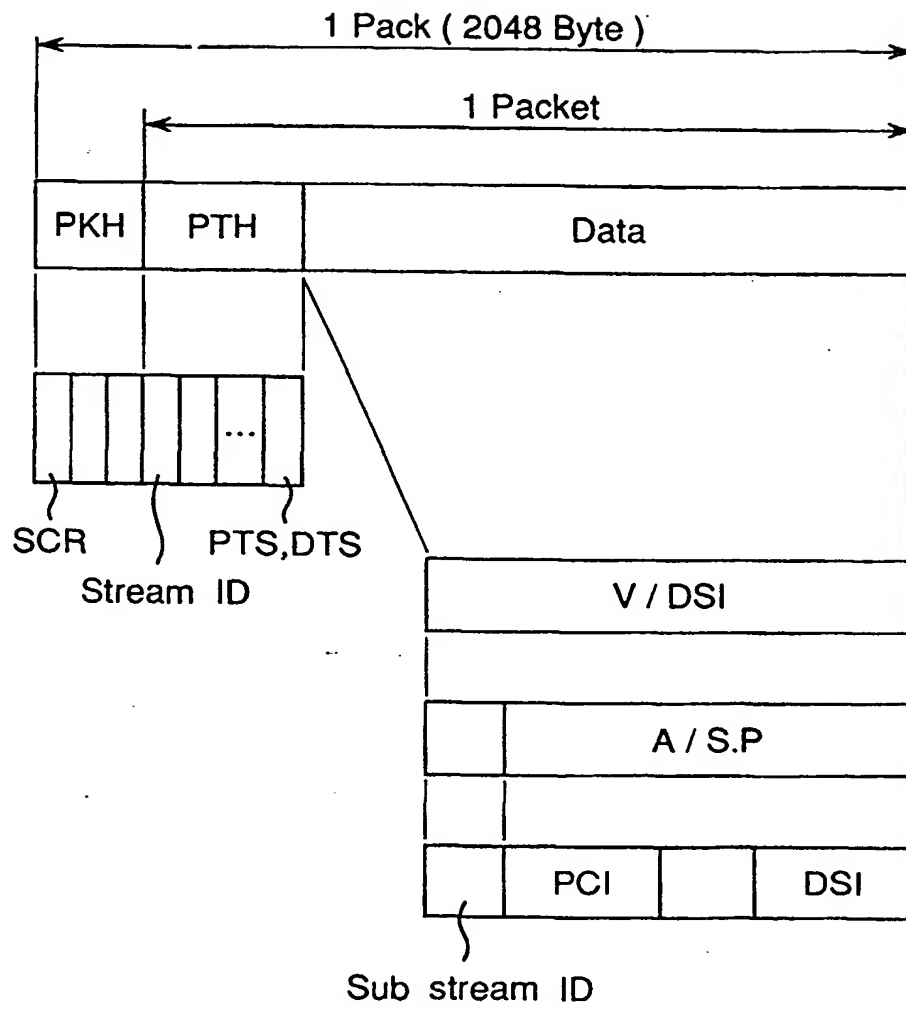 1 Pack ( 2048 Byte )
1 Packet
PKH PTH Data
...
SCR PTS,DTS
Stream ID
V / DSI
A / S.P
PCI DSI
Sub stream ID